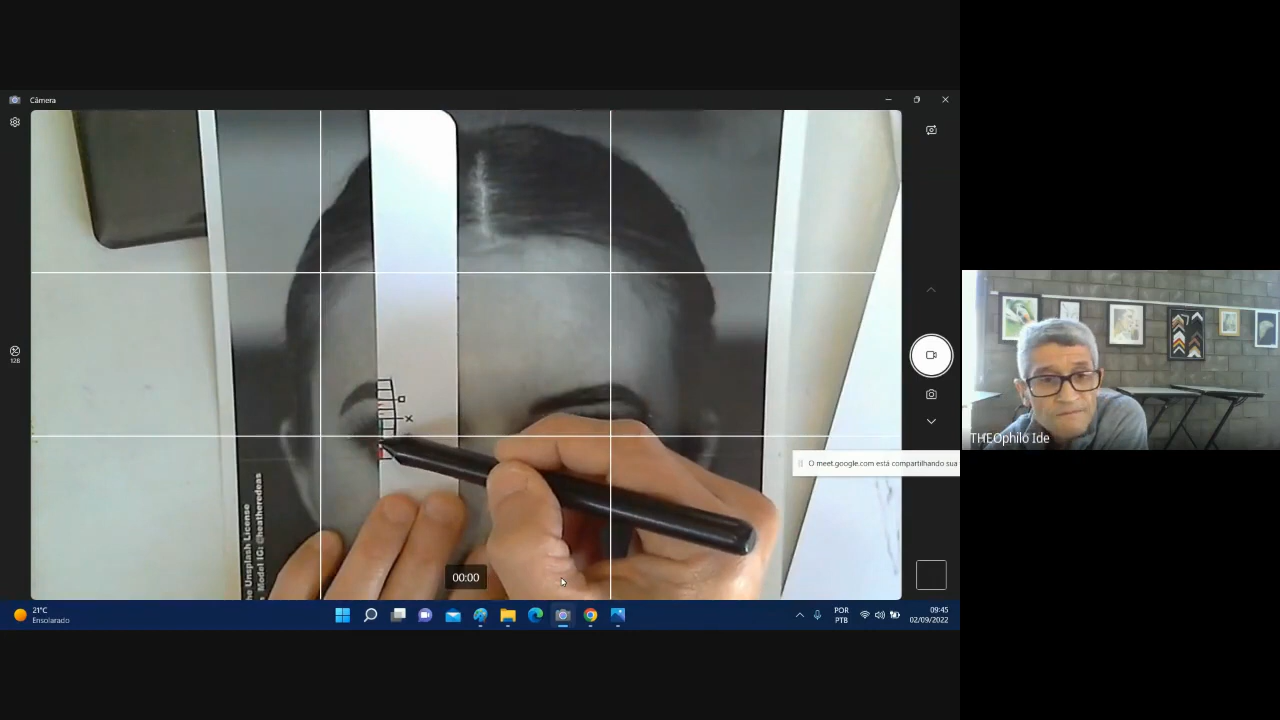 Câmera
128
he Unsplash License
Model IG: @heatheredeas
O meet.google.com está compartilhando sua
THEOphilo Ide
00:00
21°C
Ensolarado
POR
PTB
09:45
02/09/2022